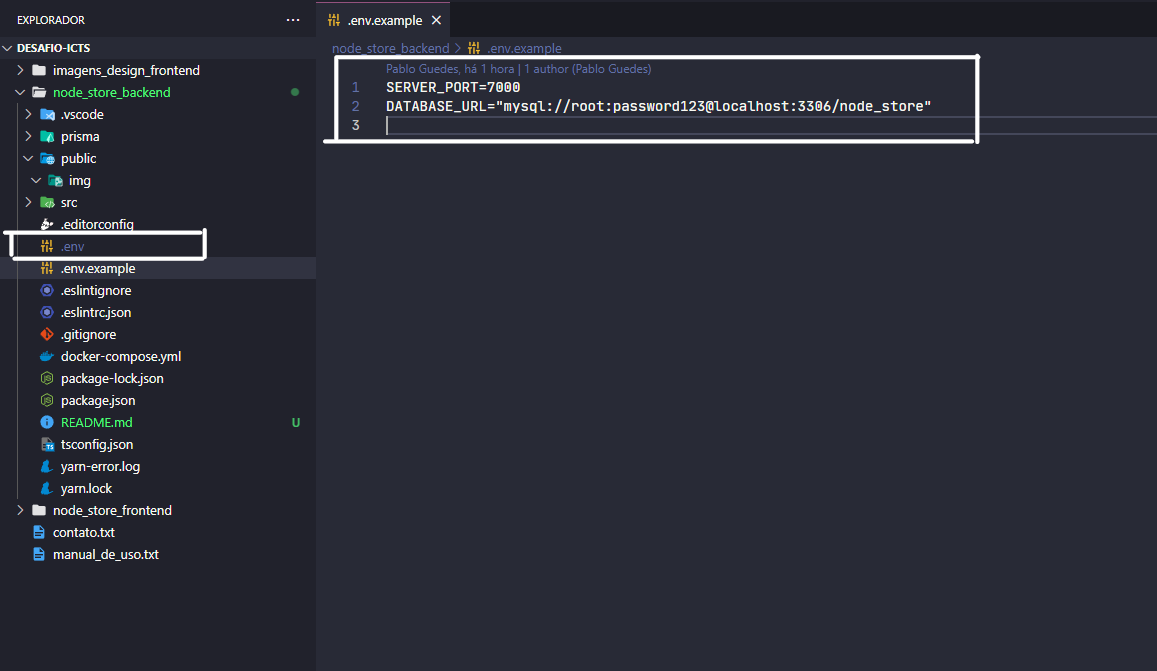 EXPLORADOR
DESAFIO-ICTS
imagens_design_frontend
node_store_backend
.vscode
prisma
public
img
src
.editorconfig
.env
.env.example
.eslintignore
.eslintrc.json
.gitignore
docker-compose.yml
package-lock.json
package.json
README.md U
tsconfig.json
yarn-error.log
yarn.lock
node_store_frontend
contato.txt
manual_de_uso.txt
.env.example
node_store_backend > .env.example
Pablo Guedes, há 1 hora | 1 author (Pablo Guedes)
1 SERVER_PORT=7000
2 DATABASE_URL="mysql://root:password123@localhost:3306/node_store"
3